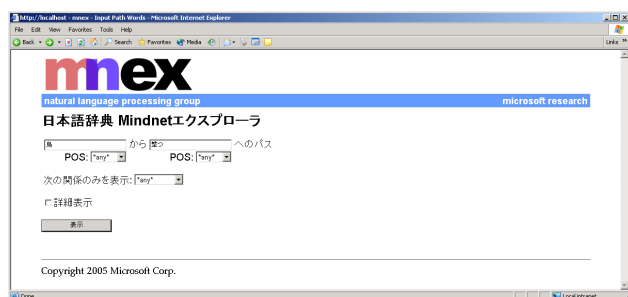 http://localhost - mnex - Input Path Words - Microsoft Internet Explorer
File Edit View Favorites Tools Help
Back Search Favorites Media
Links »
mnex
natural language processing group microsoft research
日本語辞典 Mindnetエクスプローラ
鳥 から 撃つ へのパス
POS: *any* POS: *any*
次の関係のみを表示: *any*
詳細表示
表示
Copyright 2005 Microsoft Corp.
Done Local intranet